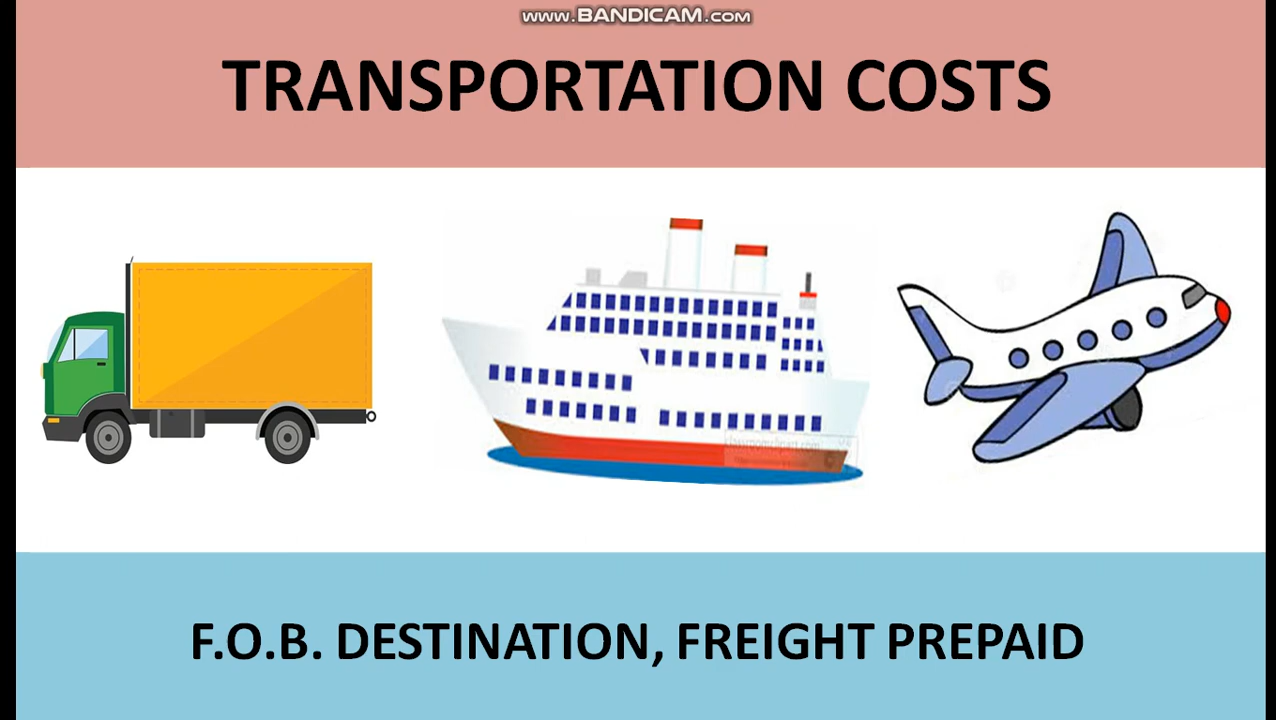 www.BANDICAM.com
TRANSPORTATION COSTS
F.O.B. DESTINATION, FREIGHT PREPAID